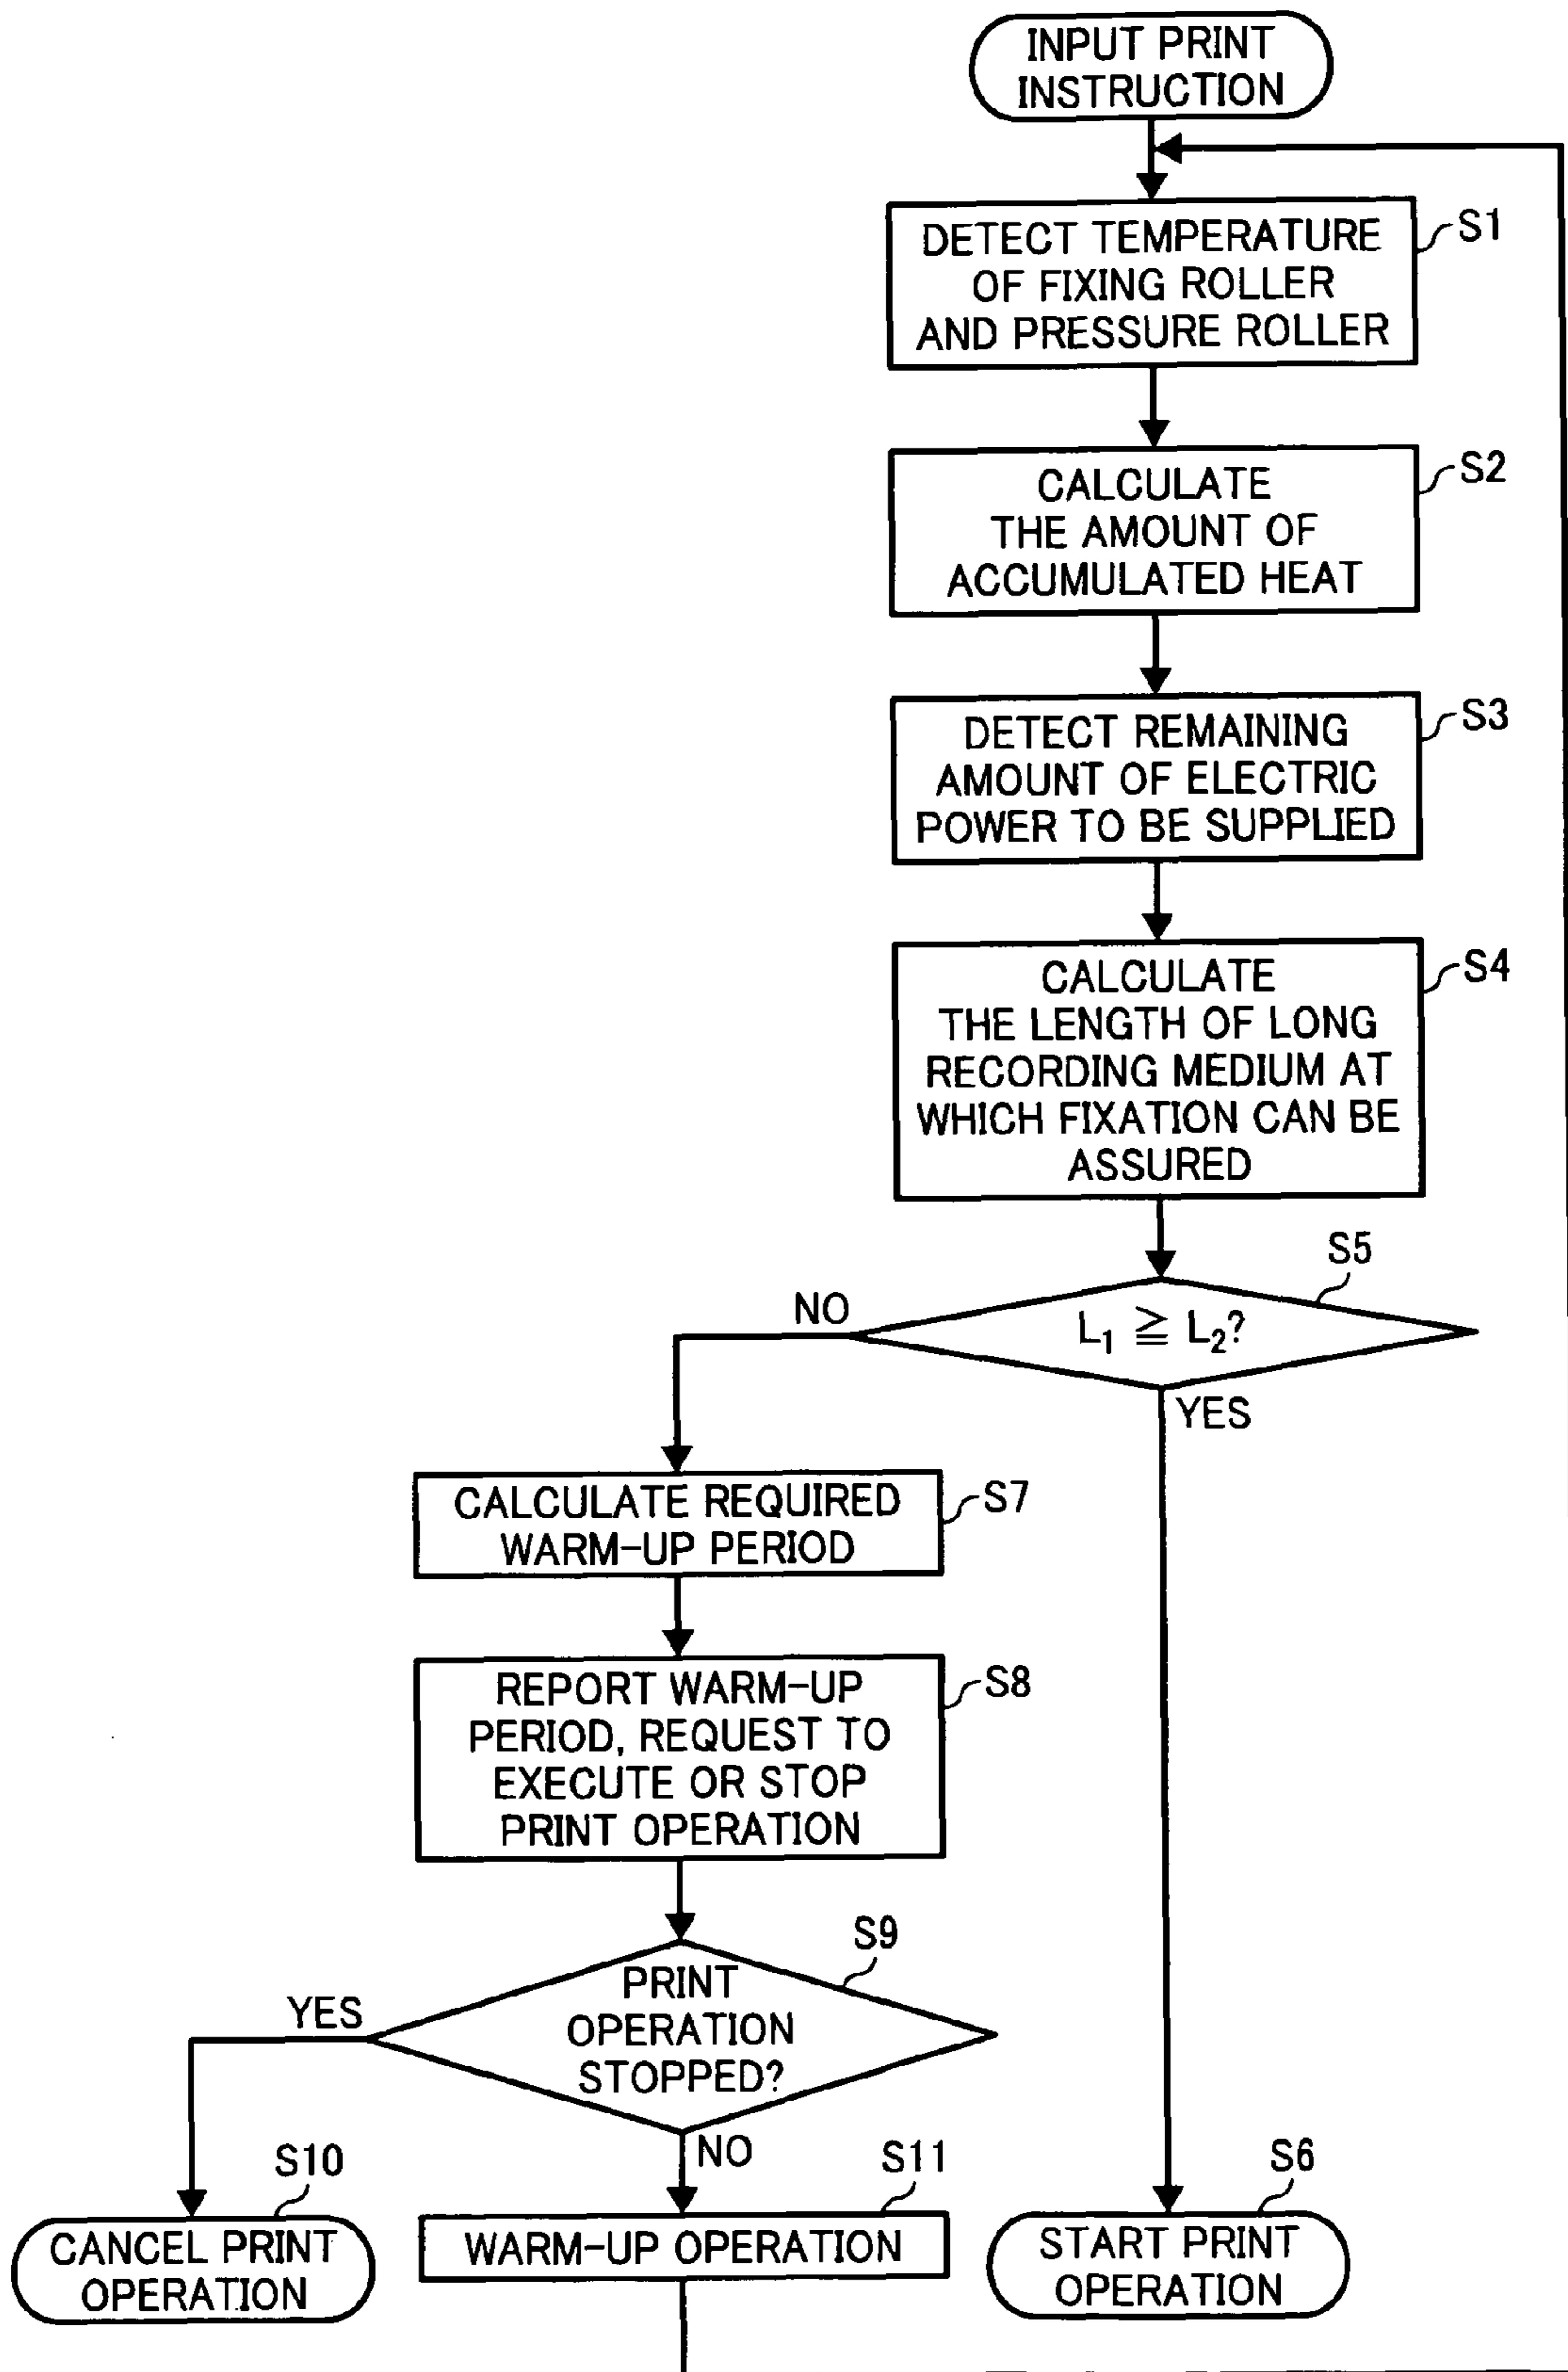 INPUT PRINT
INSTRUCTION
S1
DETECT TEMPERATURE
OF FIXING ROLLER
AND PRESSURE ROLLER
S2
CALCULATE
THE AMOUNT OF
ACCUMULATED HEAT
S3
DETECT REMAINING
AMOUNT OF ELECTRIC
POWER TO BE SUPPLIED
S4
CALCULATE
THE LENGTH OF LONG
RECORDING MEDIUM AT
WHICH FIXATION CAN BE
ASSURED
S5
L₁ ≧ L₂?
NO
YES
S7
CALCULATE REQUIRED
WARM-UP PERIOD
S8
REPORT WARM-UP
PERIOD, REQUEST TO
EXECUTE OR STOP
PRINT OPERATION
S9
PRINT
OPERATION
STOPPED?
YES
NO
S10
CANCEL PRINT
OPERATION
S11
WARM-UP OPERATION
S6
START PRINT
OPERATION